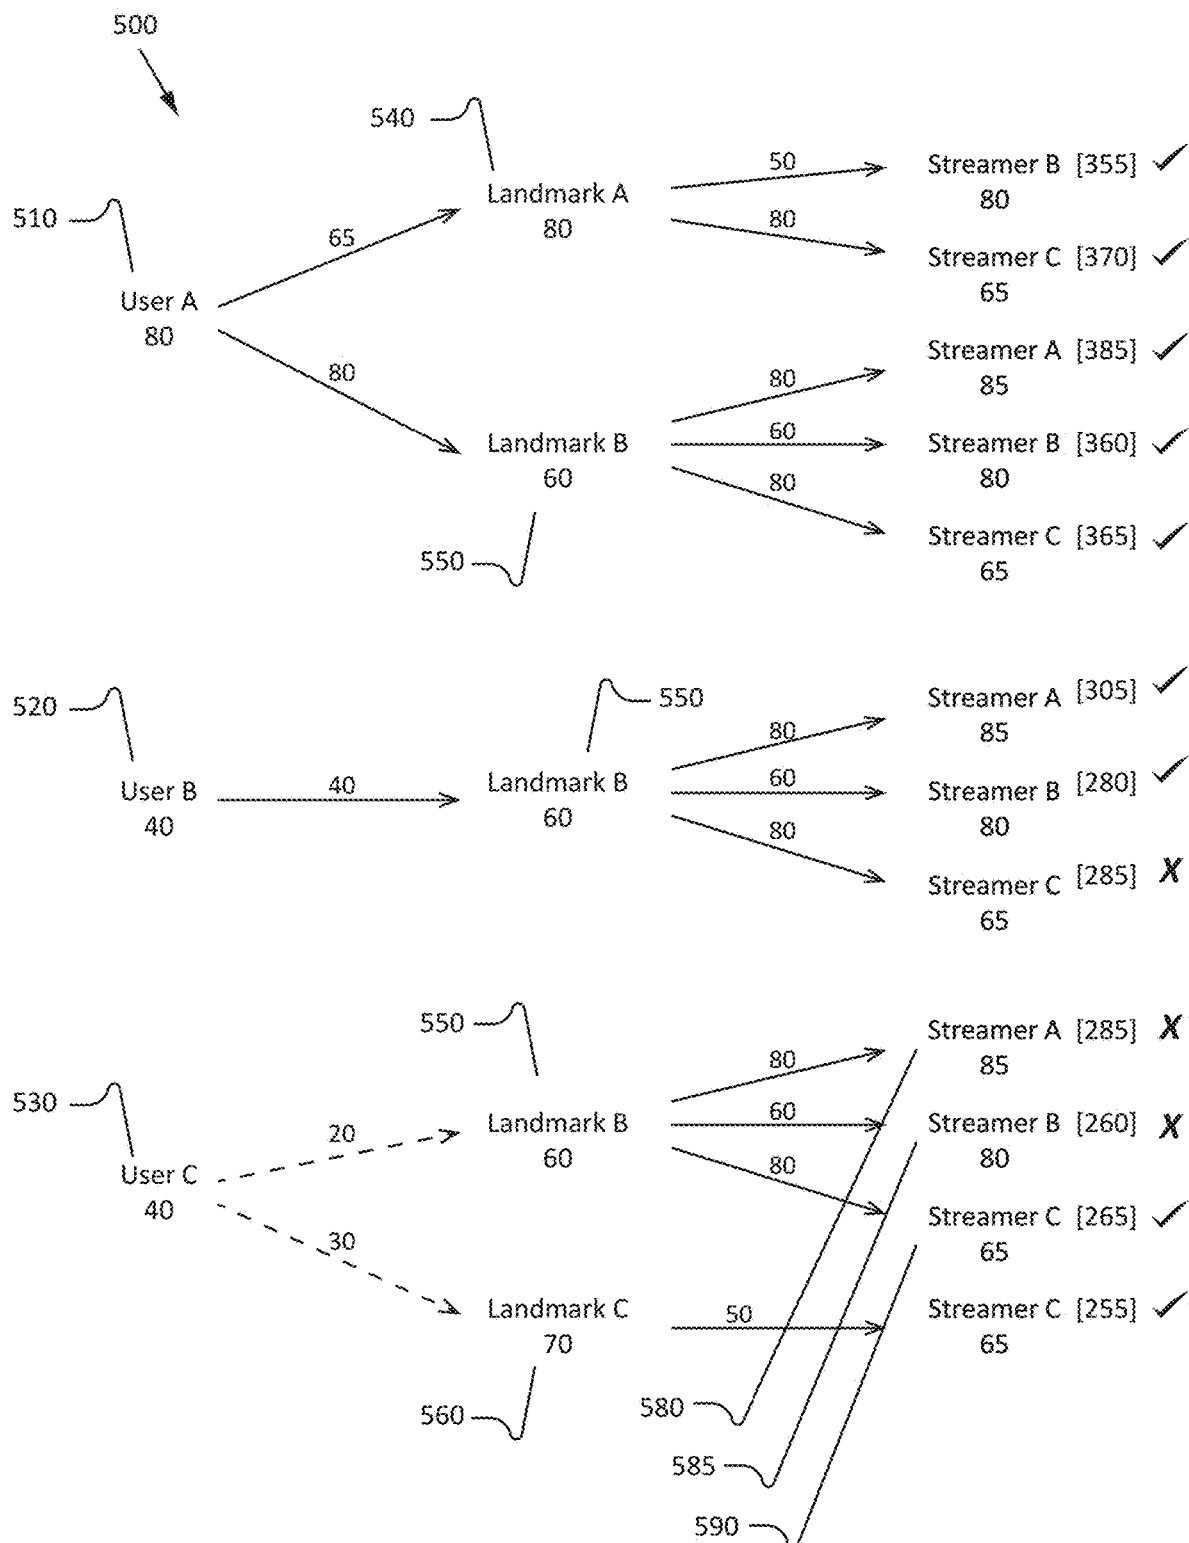 500
540
50
Streamer B [355] ✓
Landmark A
80
80
510
65
80
Streamer C [370] ✓
65
User A
80
Streamer A [385] ✓
85
80
80
Landmark B
60
60
Streamer B [360] ✓
80
80
550
Streamer C [365] ✓
65
520
550
Streamer A [305] ✓
85
80
User B
40
40
Landmark B
60
60
Streamer B [280] ✓
80
80
Streamer C [285] X
65
550
Streamer A [285] X
85
80
530
20
Landmark B
60
60
Streamer B [260] X
80
80
User C
40
30
Streamer C [265] ✓
65
Landmark C
70
50
Streamer C [255] ✓
65
560
580
585
590